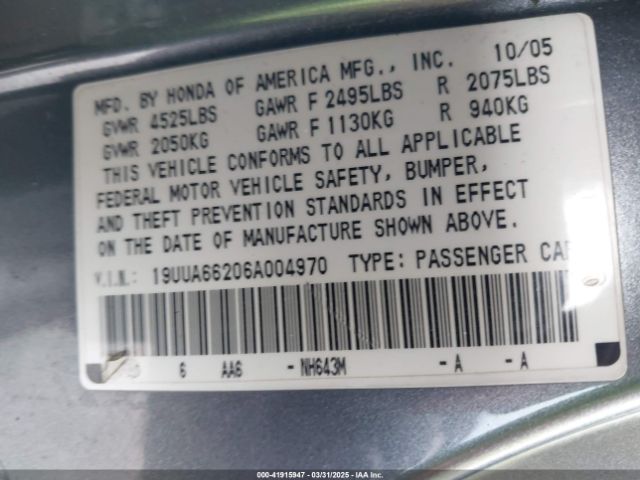 MFD. BY HONDA OF AMERICA MFG., INC. 10/05
GVWR 4525LBS GAWR F 2495LBS R 2075LBS
GVWR 2050KG GAWR F 1130KG R 940KG
THIS VEHICLE CONFORMS TO ALL APPLICABLE
FEDERAL MOTOR VEHICLE SAFETY, BUMPER,
AND THEFT PREVENTION STANDARDS IN EFFECT
ON THE DATE OF MANUFACTURE SHOWN ABOVE.
V.I.N.: 19UUA66206A004970 TYPE: PASSENGER CAR
6 AA6 - NH643M - A - A
000-41915947 | 03/31/2025 - IAAI.COM